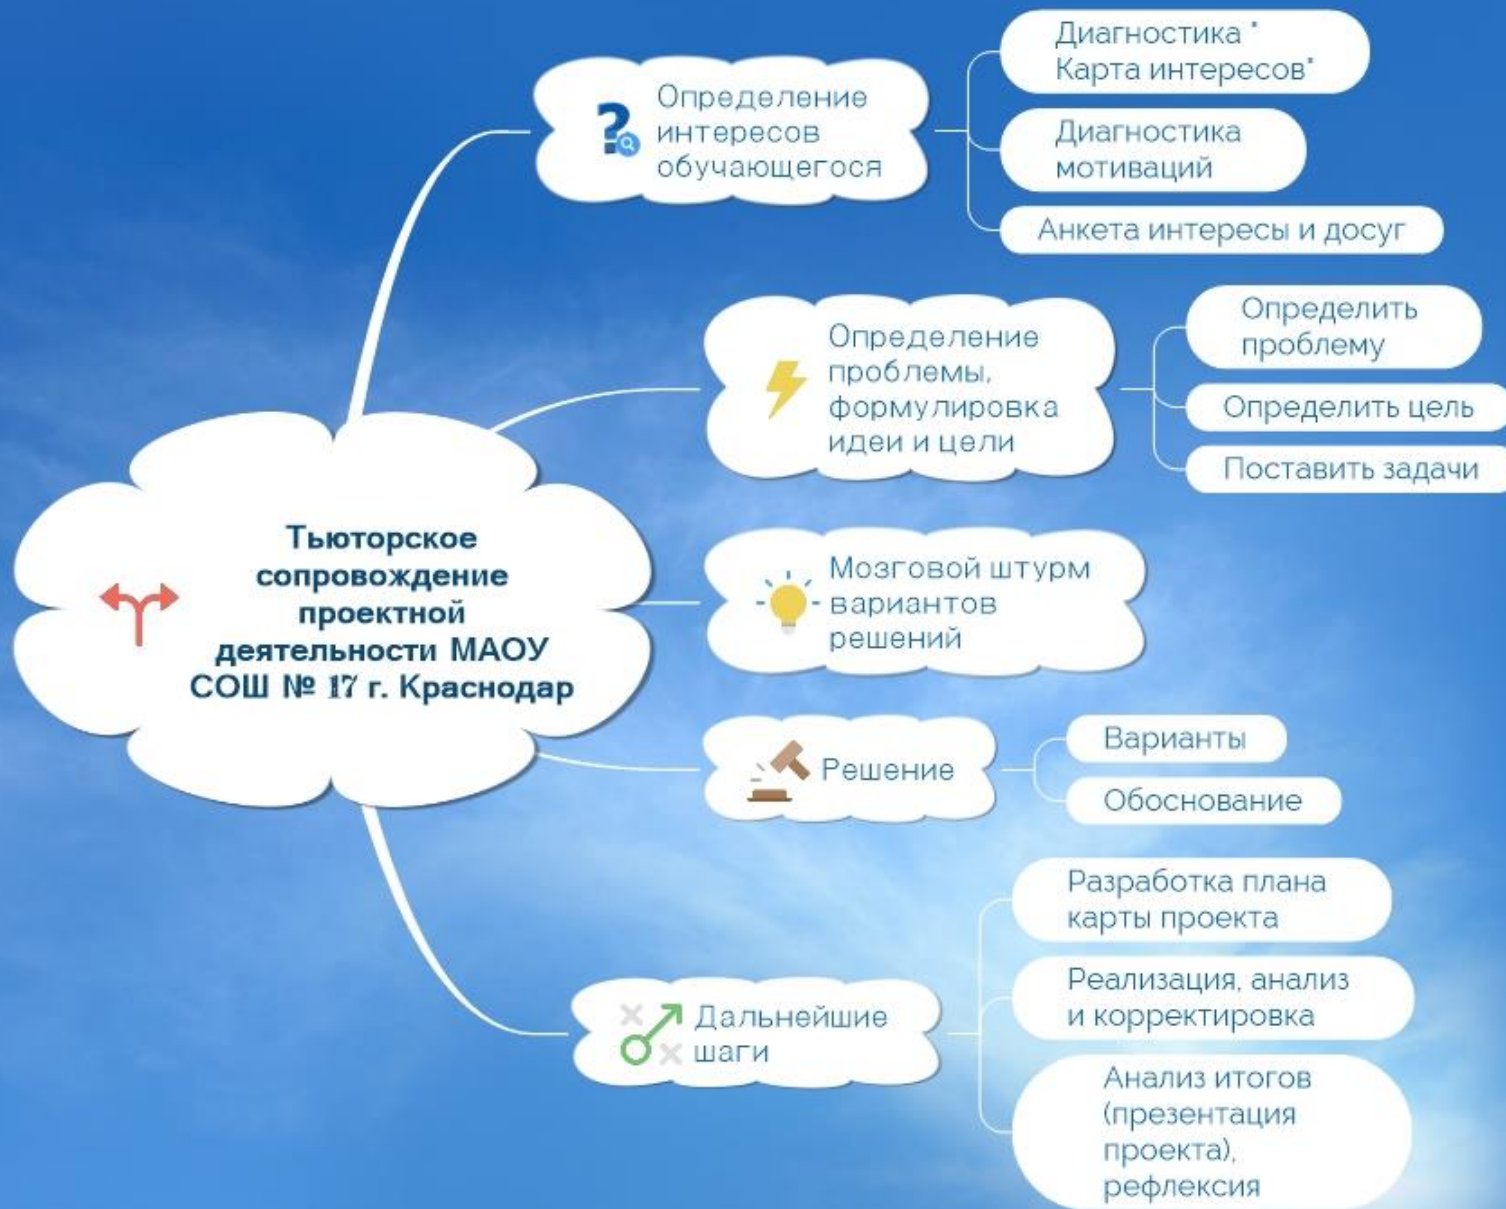 Тьюторское
сопровождение
проектной
деятельности МАОУ
СОШ № 17 г. Краснодар
Определение
интересов
обучающегося
Диагностика "
Карта интересов"
Диагностика
мотиваций
Анкета интересы и досуг
Определение
проблемы,
формулировка
идеи и цели
Определить
проблему
Определить цель
Поставить задачи
Мозговой штурм
вариантов
решений
Решение
Варианты
Обоснование
Дальнейшие
шаги
Разработка плана
карты проекта
Реализация, анализ
и корректировка
Анализ итогов
(презентация
проекта),
рефлексия